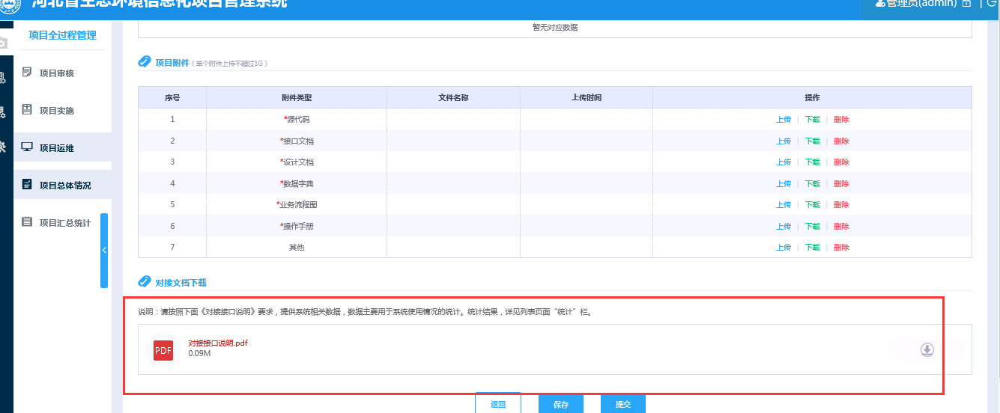 河北省生态环境信息化项目管理系统
管理员(admin)
项目全过程管理
项目审核
项目实施
项目运维
项目总体情况
项目汇总统计
暂无对应数据
项目附件（单个附件上传不超过1G）
序号 附件类型 文件名称 上传时间 操作
1 *源代码 上传 | 下载 | 删除
2 *接口文档 上传 | 下载 | 删除
3 *设计文档 上传 | 下载 | 删除
4 *数据字典 上传 | 下载 | 删除
5 *业务流程图 上传 | 下载 | 删除
6 *操作手册 上传 | 下载 | 删除
7 其他 上传 | 下载 | 删除
对接文档下载
说明：请按照下面《对接接口说明》要求，提供系统相关数据，数据主要用于系统使用情况的统计。统计结果，详见列表页面“统计”栏。
PDF
对接接口说明.pdf
0.09M
返回 保存 提交